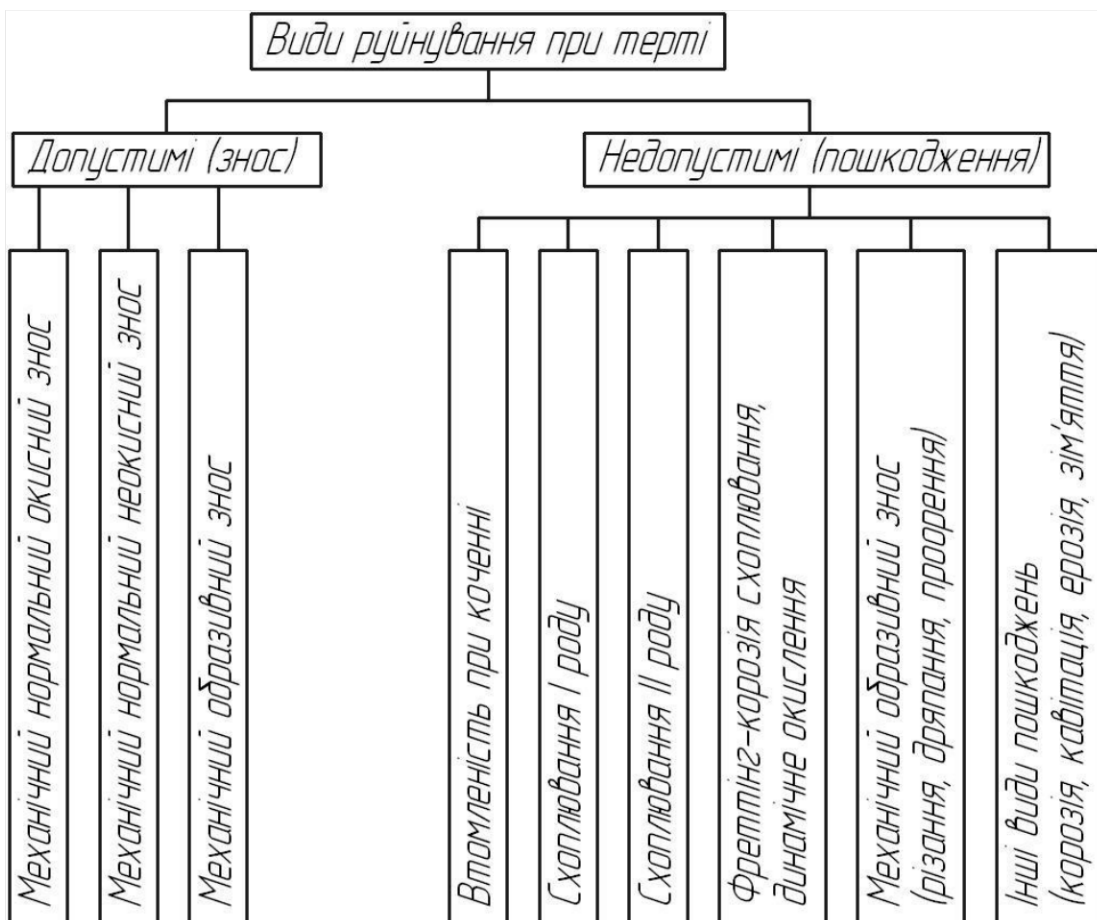 Види руйнування при терті
Допустимі (знос)
Недопустимі (пошкодження)
Механічний нормальний окисний знос
Механічний нормальний неокисний знос
Механічний образивний знос
Втомленість при коченні
Схоплювання І роду
Схоплювання ІІ роду
Фреттінг-корозія схоплювання,
динамічне окислення
Механічний образивний знос
(різання, дряпання, проорення)
Інші види пошкоджень
(корозія, кавітація, ерозія, зім'яття)